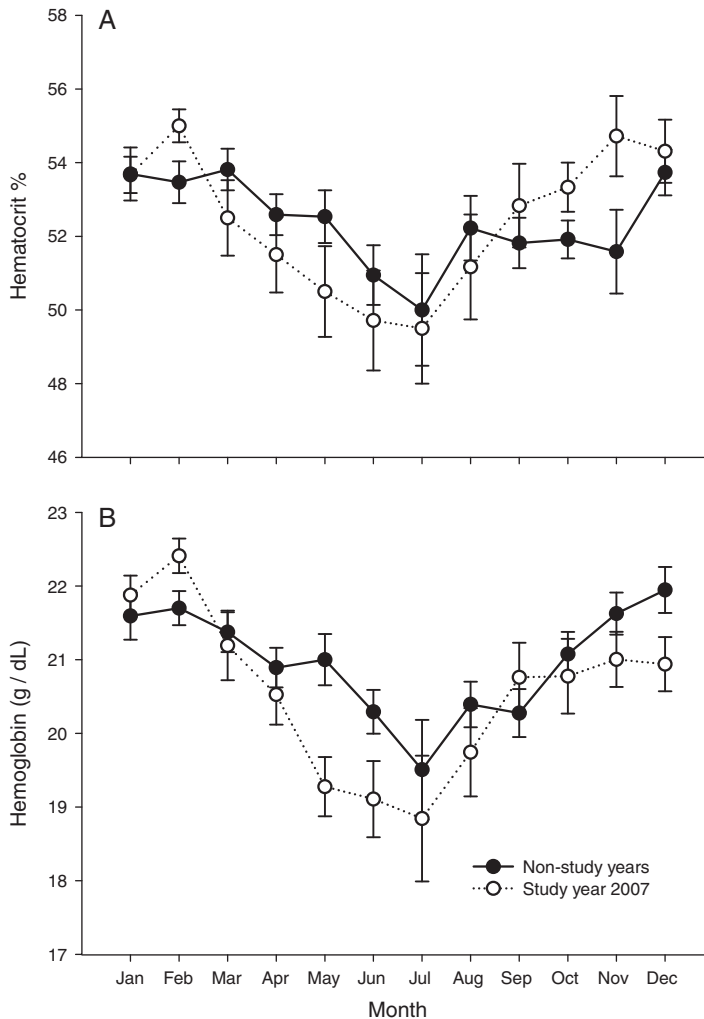 A
58
56
54
52
50
48
46
Hematocrit %
B
23
22
21
20
19
18
17
Hemoglobin (g / dL)
Non-study years
Study year 2007
Jan Feb Mar Apr May Jun Jul Aug Sep Oct Nov Dec
Month